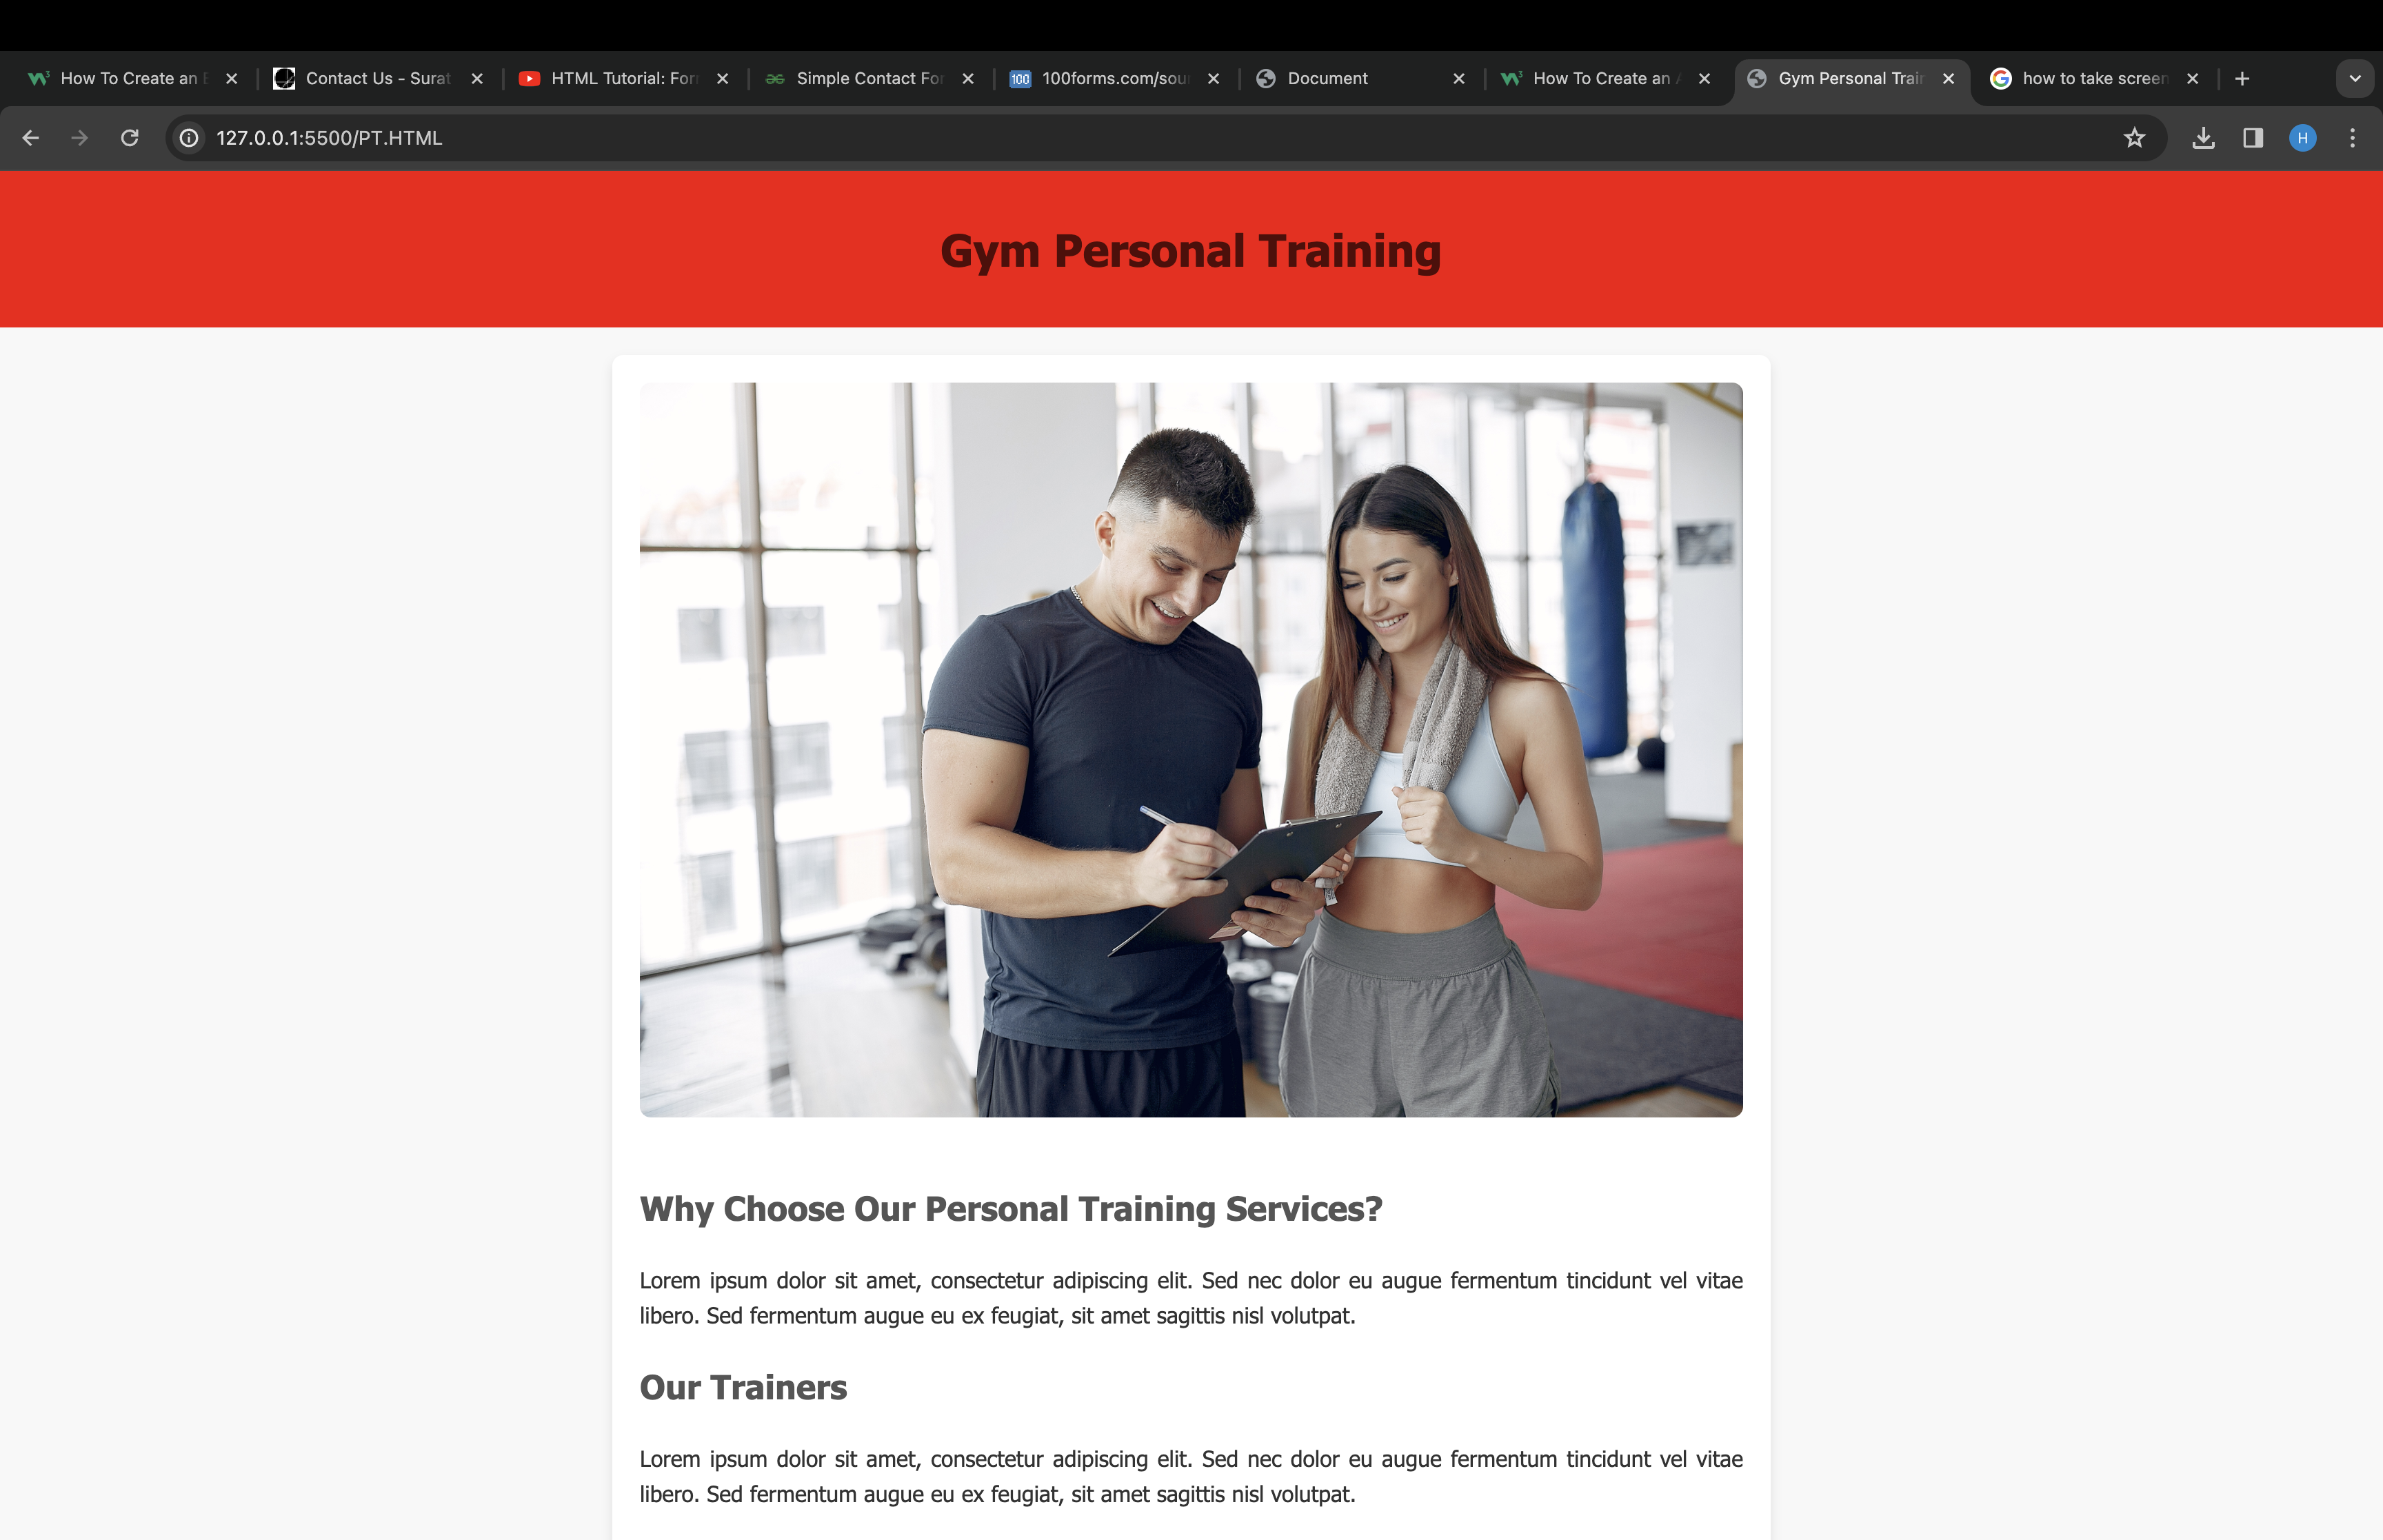 How To Create an
Contact Us - Surat
HTML Tutorial: For
Simple Contact For
100 100forms.com/sou
Document
How To Create an
Gym Personal Train
how to take screen
127.0.0.1:5500/PT.HTML
H
Gym Personal Training
Why Choose Our Personal Training Services?
Lorem ipsum dolor sit amet, consectetur adipiscing elit. Sed nec dolor eu augue fermentum tincidunt vel vitae
libero. Sed fermentum augue eu ex feugiat, sit amet sagittis nisl volutpat.
Our Trainers
Lorem ipsum dolor sit amet, consectetur adipiscing elit. Sed nec dolor eu augue fermentum tincidunt vel vitae
libero. Sed fermentum augue eu ex feugiat, sit amet sagittis nisl volutpat.